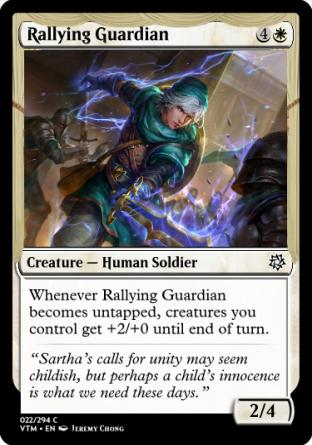 Rallying Guardian 4
Creature — Human Soldier
Whenever Rallying Guardian
becomes untapped, creatures you
control get +2/+0 until end of turn.
“Sartha’s calls for unity may seem
childish, but perhaps a child’s innocence
is what we need these days.”
2/4
022/294 C
VTM • EN Jeremy Chong